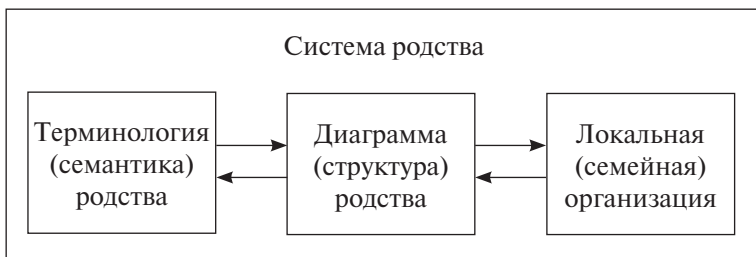 Система родства
Терминология
(семантика)
родства
Диаграмма
(структура)
родства
Локальная
(семейная)
организация